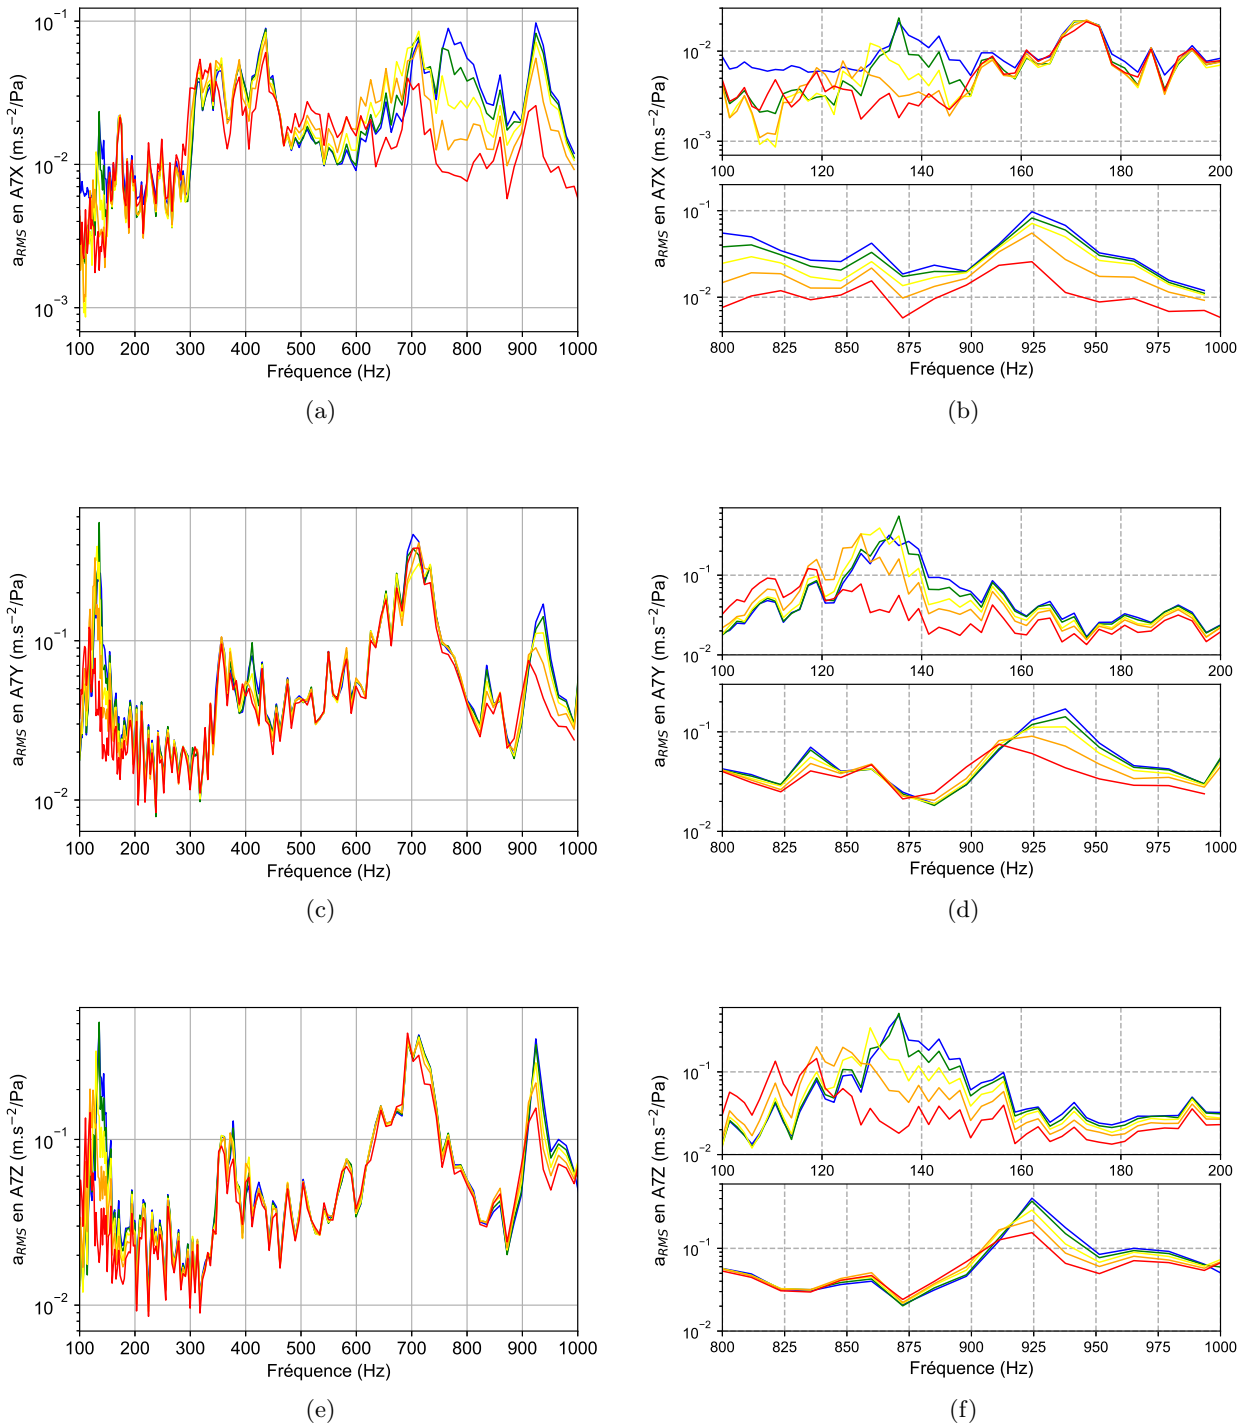 10⁻¹
10⁻²
10⁻³
a_RMS en A7X (m.s⁻²/Pa)
100 200 300 400 500 600 700 800 900 1000
Fréquence (Hz)
(a)
10⁻²
10⁻³
100 120 140 160 180 200
a_RMS en A7X (m.s⁻²/Pa)
10⁻¹
10⁻²
800 825 850 875 900 925 950 975 1000
Fréquence (Hz)
(b)
10⁻¹
10⁻²
a_RMS en A7Y (m.s⁻²/Pa)
100 200 300 400 500 600 700 800 900 1000
Fréquence (Hz)
(c)
10⁻¹
10⁻²
100 120 140 160 180 200
a_RMS en A7Y (m.s⁻²/Pa)
10⁻¹
10⁻²
800 825 850 875 900 925 950 975 1000
Fréquence (Hz)
(d)
10⁻¹
10⁻²
a_RMS en A7Z (m.s⁻²/Pa)
100 200 300 400 500 600 700 800 900 1000
Fréquence (Hz)
(e)
10⁻¹
10⁻²
100 120 140 160 180 200
a_RMS en A7Z (m.s⁻²/Pa)
10⁻¹
10⁻²
800 825 850 875 900 925 950 975 1000
Fréquence (Hz)
(f)